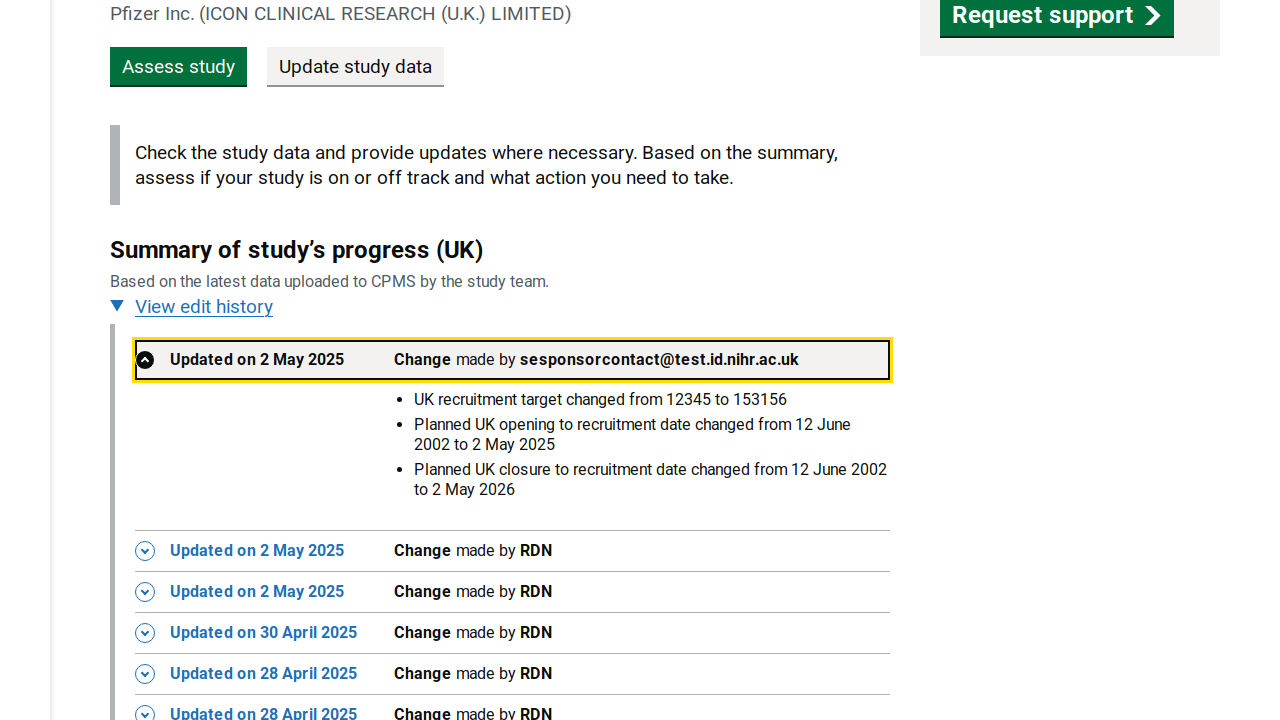 Pfizer Inc. (ICON CLINICAL RESEARCH (U.K.) LIMITED)
Request support
Assess study
Update study data
Check the study data and provide updates where necessary. Based on the summary,
assess if your study is on or off track and what action you need to take.
Summary of study’s progress (UK)
Based on the latest data uploaded to CPMS by the study team.
View edit history
Updated on 2 May 2025 Change made by sesponsorcontact@test.id.nihr.ac.uk
• UK recruitment target changed from 12345 to 153156
• Planned UK opening to recruitment date changed from 12 June
2002 to 2 May 2025
• Planned UK closure to recruitment date changed from 12 June 2002
to 2 May 2026
Updated on 2 May 2025 Change made by RDN
Updated on 2 May 2025 Change made by RDN
Updated on 30 April 2025 Change made by RDN
Updated on 28 April 2025 Change made by RDN
Updated on 28 April 2025 Change made by RDN